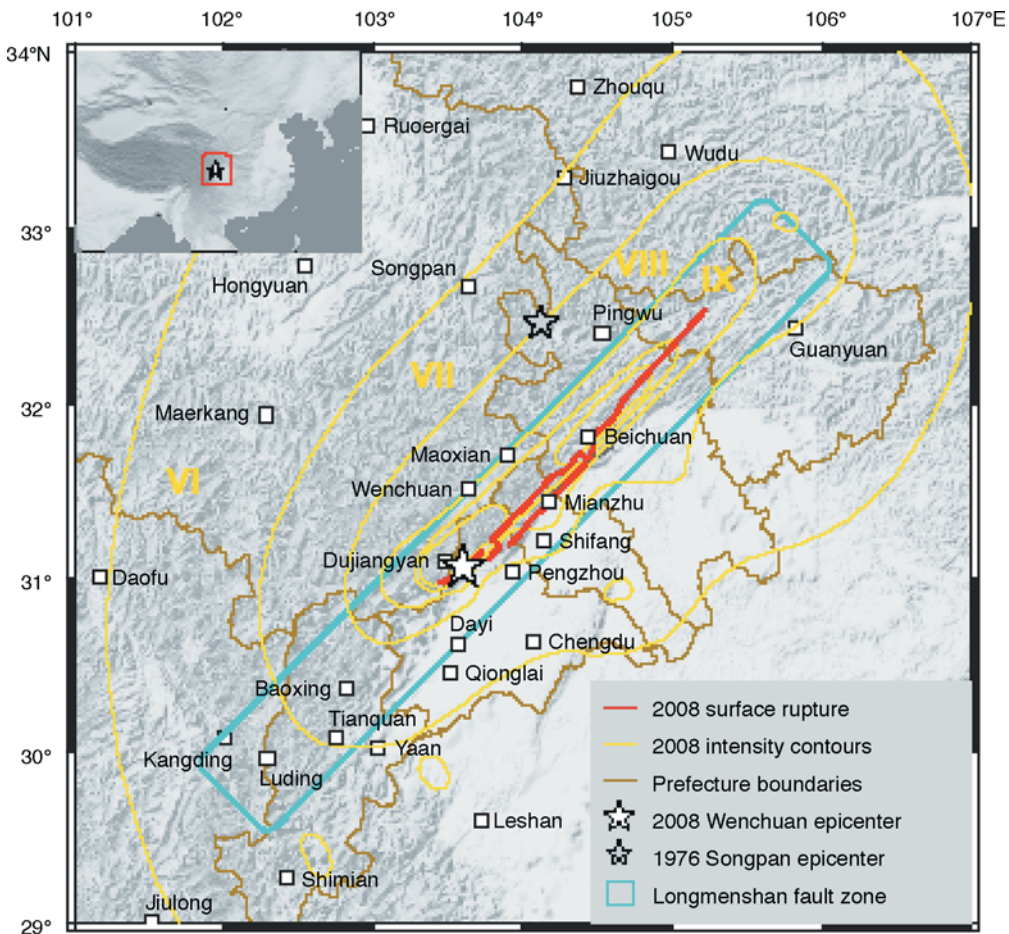 101°
102°
103°
104°
105°
106°
107°E
34°N
Zhouqu
Ruoergai
Wudu
Jiuzhaigou
33°
Songpan
VIII
IX
Hongyuan
Pingwu
Guanyuan
VII
Maerkang
32°
Beichuan
Maoxian
VI
Wenchuan
Mianzhu
Shifang
Dujiangyan
Pengzhou
31°
Daofu
Dayi
Chengdu
Qionglai
Baoxing
Tianquan
30°
Kangding
Yaan
Luding
Leshan
Shimian
Jiulong
29°
2008 surface rupture
2008 intensity contours
Prefecture boundaries
2008 Wenchuan epicenter
1976 Songpan epicenter
Longmenshan fault zone